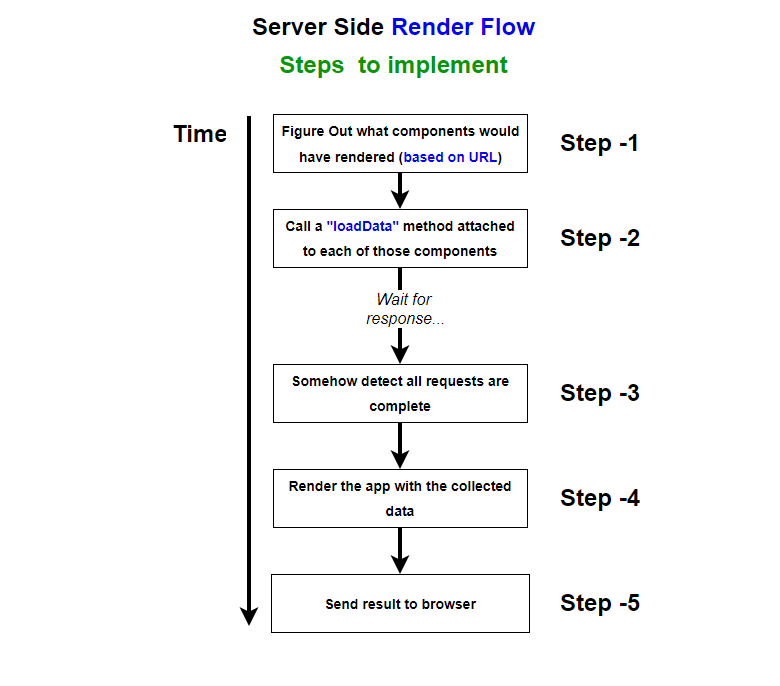 Server Side Render Flow
Steps  to implement
Time
Figure Out what components would
have rendered (based on URL)
Step -1
Call a "loadData" method attached
to each of those components
Step -2
Wait for
response...
Somehow detect all requests are
complete
Step -3
Render the app with the collected
data
Step -4
Send result to browser
Step -5